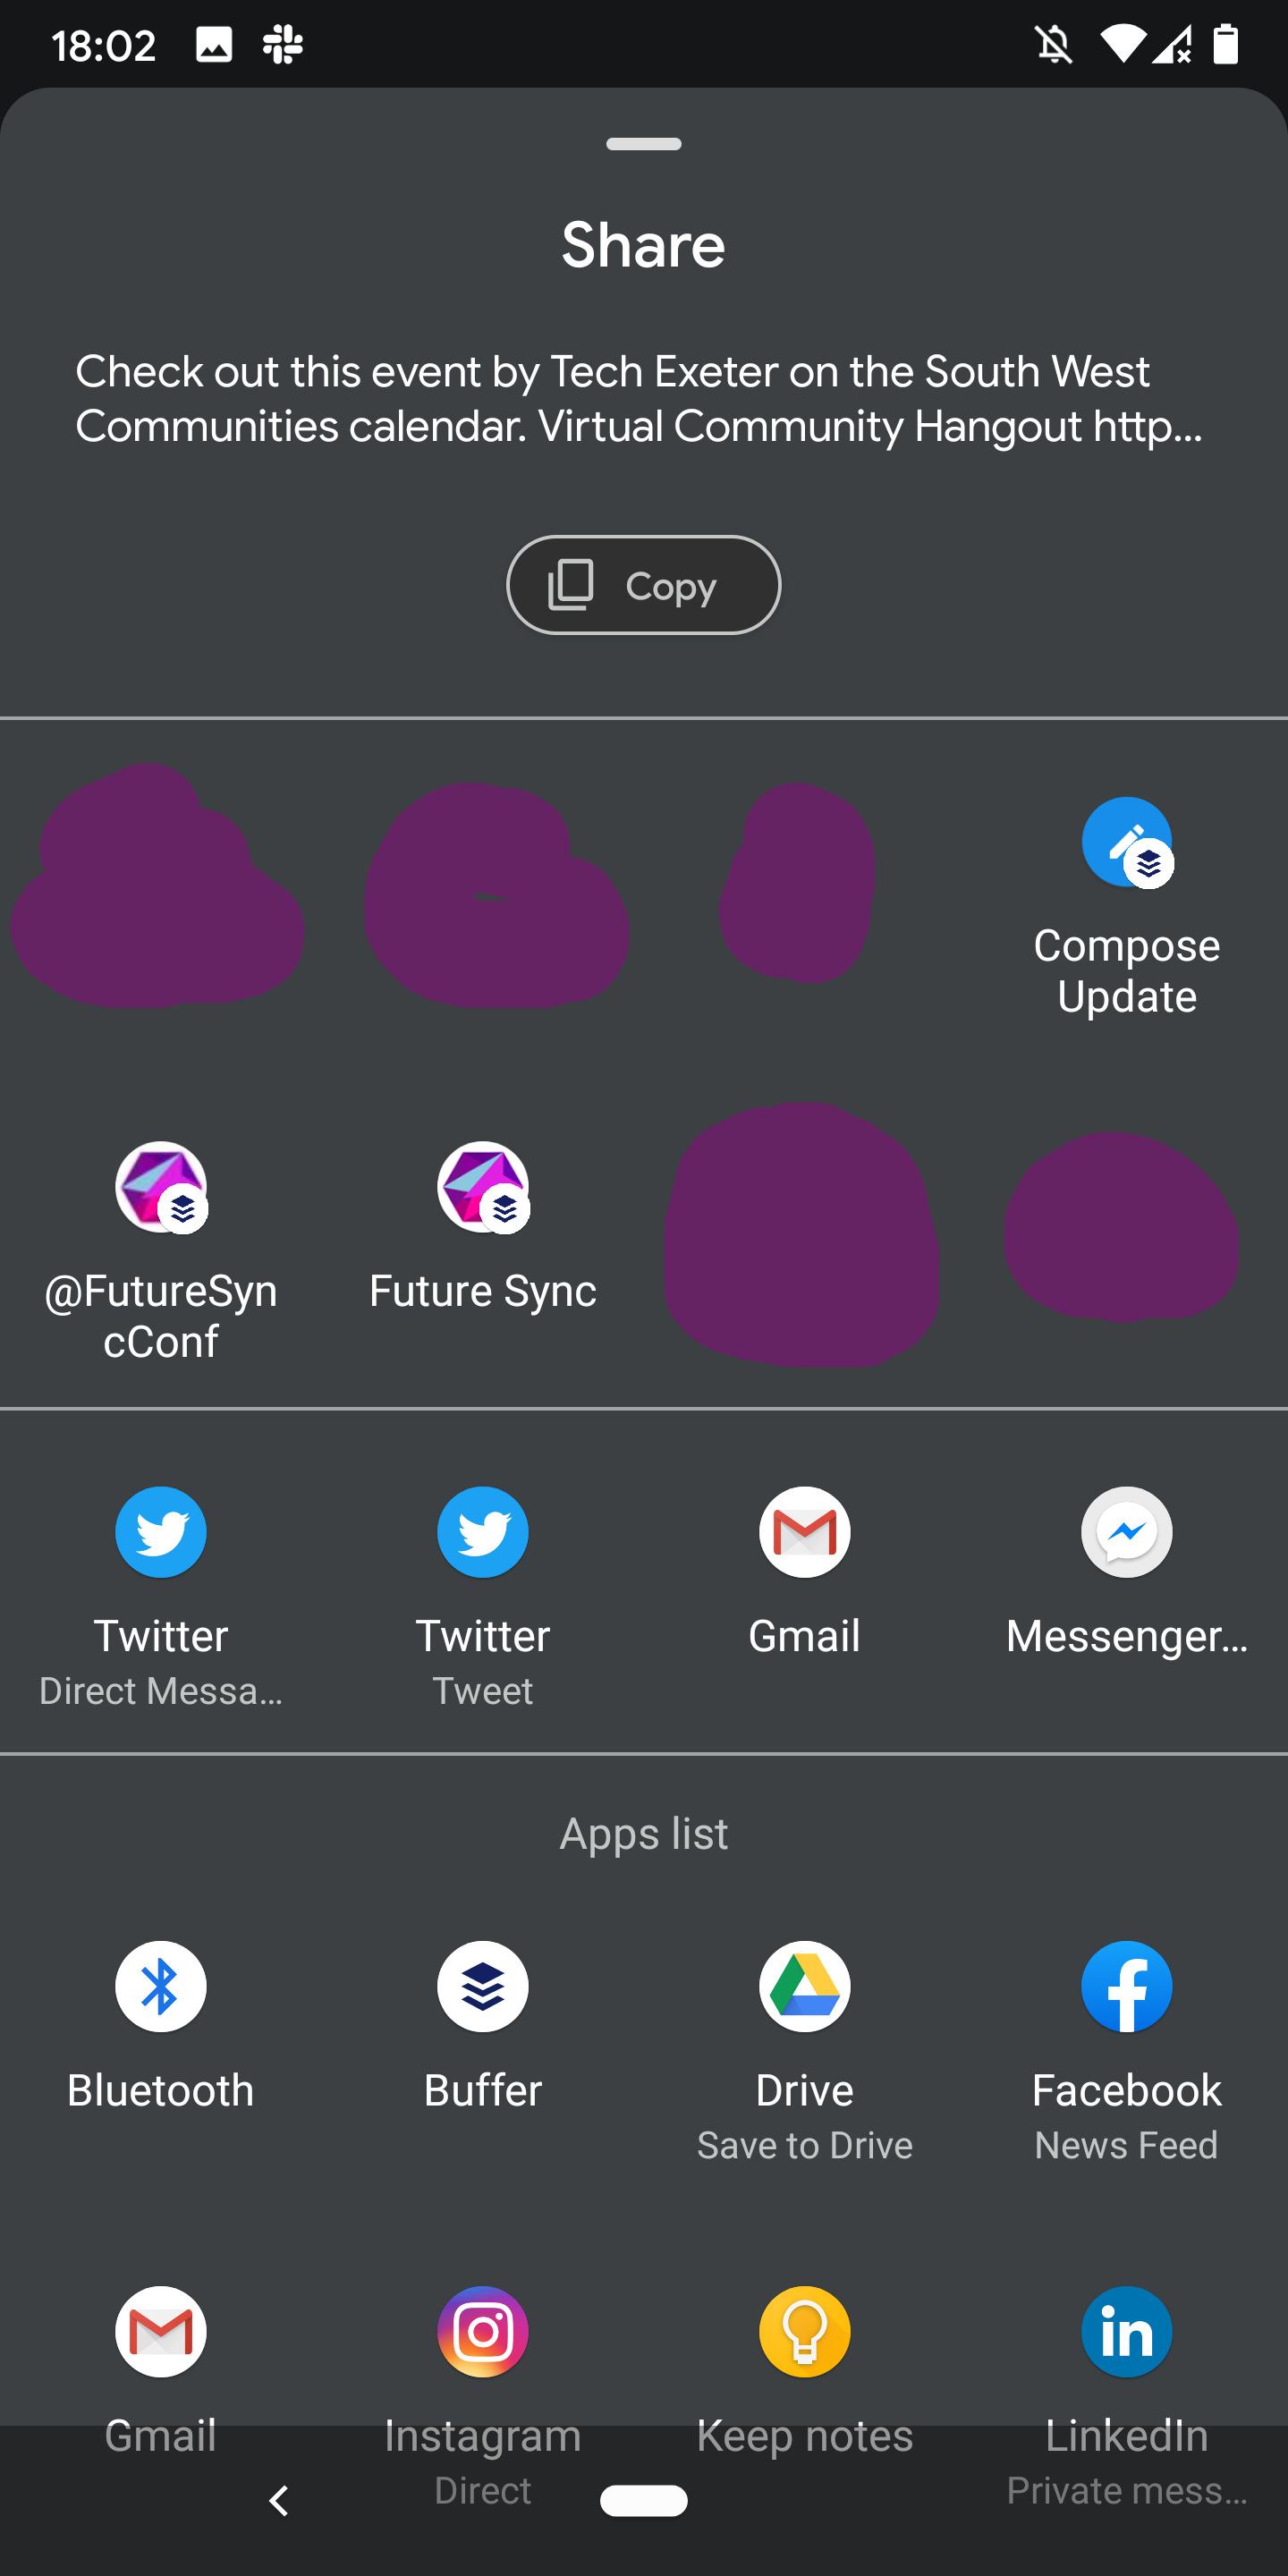 18:02
Share
Check out this event by Tech Exeter on the South West
Communities calendar. Virtual Community Hangout http...
Copy
Compose
Update
@FutureSyn
cConf
Future Sync
Twitter
Direct Messa...
Twitter
Tweet
Gmail
Messenger...
Apps list
Bluetooth
Buffer
Drive
Save to Drive
Facebook
News Feed
Gmail
Instagram
Direct
Keep notes
LinkedIn
Private mess...